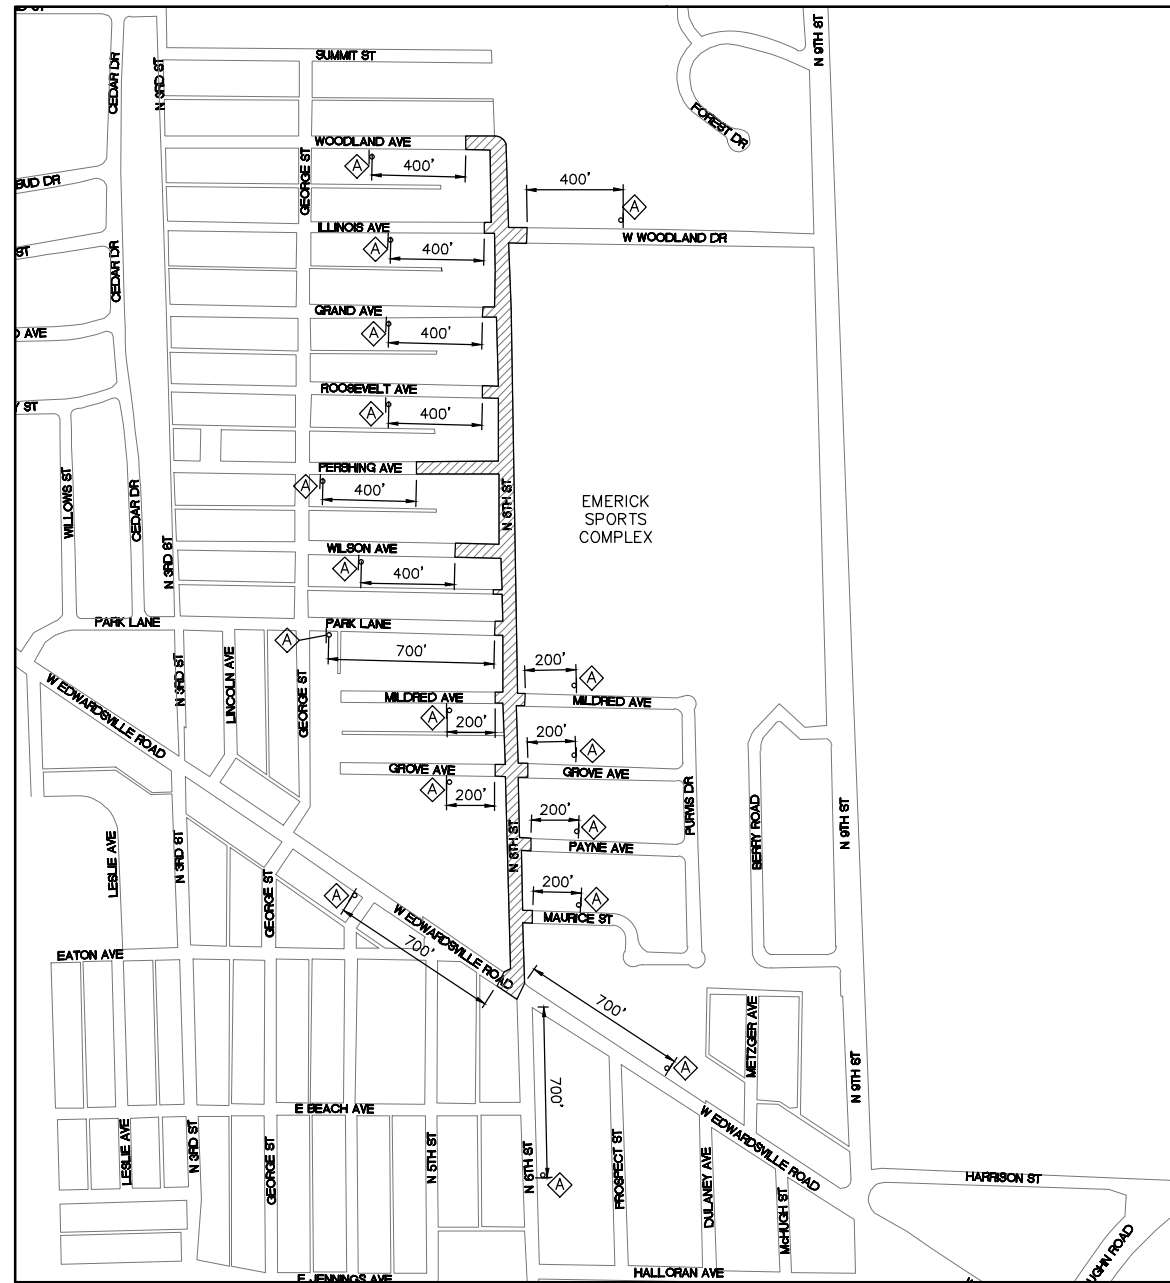 N 9TH ST
SUMMIT ST
CEDAR DR
N 3RD ST
FOREST DR
WOODLAND AVE
A
400'
400'
A
BUD DR
GEORGE ST
ILLINOIS AVE
W WOODLAND DR
A
400'
ST
CEDAR DR
GRAND AVE
A
400'
AVE
ROOSEVELT AVE
A
400'
Y ST
PERSHING AVE
A
400'
WILLOWS ST
CEDAR DR
N 6TH ST
EMERICK
SPORTS
COMPLEX
WILSON AVE
A
400'
N 3RD ST
PARK LANE
PARK LANE
A
700'
200'
A
W EDWARDSVILLE ROAD
N 3RD ST
LINCOLN AVE
GEORGE ST
MILDRED AVE
MILDRED AVE
A
200'
200'
A
GROVE AVE
GROVE AVE
A
200'
200'
A
PURVIS DR
BERRY ROAD
N 9TH ST
PAYNE AVE
LESLIE AVE
N 3RD ST
N 6TH ST
GEORGE ST
A
200'
A
MAURICE ST
W EDWARDSVILLE ROAD
700'
EATON AVE
700'
METZGER AVE
A
N 9TH ST
700'
E BEACH AVE
W EDWARDSVILLE ROAD
LESLIE AVE
N 3RD ST
GEORGE ST
N 5TH ST
N 6TH ST
A
PROSPECT ST
DULANEY AVE
McHUGH ST
HARRISON ST
E JENNINGS AVE
HALLORAN AVE
ROAD